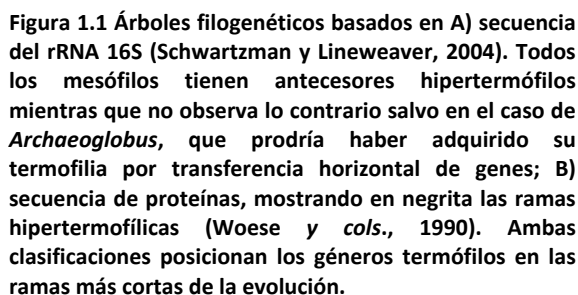 Figura 1.1 Árboles filogenéticos basados en A) secuencia
del rRNA 16S (Schwartzman y Lineweaver, 2004). Todos
los mesófilos tienen antecesores hipertermófilos
mientras que no observa lo contrario salvo en el caso de
Archaeoglobus, que prodría haber adquirido su
termofilia por transferencia horizontal de genes; B)
secuencia de proteínas, mostrando en negrita las ramas
hipertermofílicas (Woese y cols., 1990). Ambas
clasificaciones posicionan los géneros termófilos en las
ramas más cortas de la evolución.